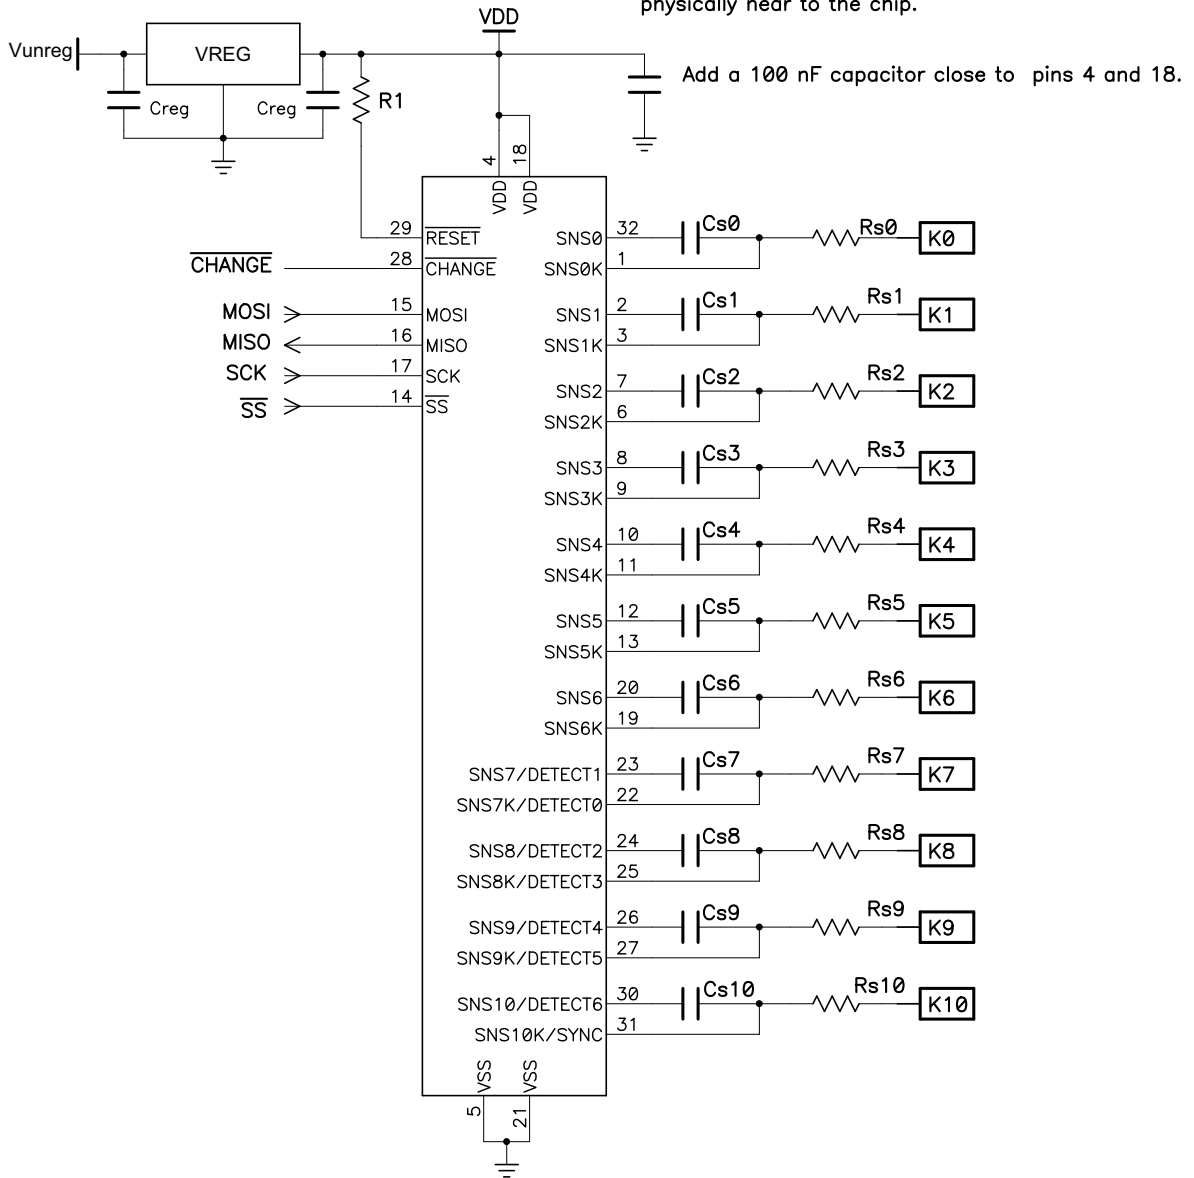 physically near to the chip.
VDD
Vunreg
VREG
Add a 100 nF capacitor close to pins 4 and 18.
Creg
Creg
R1
4
18
VDD
VDD
29
RESET
SNS0
32
Cs0
Rs0
K0
CHANGE
28
CHANGE
SNS0K
1
MOSI
15
MOSI
SNS1
2
Cs1
Rs1
K1
MISO
16
MISO
SNS1K
3
SCK
17
SCK
SNS2
7
Cs2
Rs2
K2
SS
14
SS
SNS2K
6
SNS3
8
Cs3
Rs3
K3
SNS3K
9
SNS4
10
Cs4
Rs4
K4
SNS4K
11
SNS5
12
Cs5
Rs5
K5
SNS5K
13
SNS6
20
Cs6
Rs6
K6
SNS6K
19
SNS7/DETECT1
23
Cs7
Rs7
K7
SNS7K/DETECT0
22
SNS8/DETECT2
24
Cs8
Rs8
K8
SNS8K/DETECT3
25
SNS9/DETECT4
26
Cs9
Rs9
K9
SNS9K/DETECT5
27
SNS10/DETECT6
30
Cs10
Rs10
K10
SNS10K/SYNC
31
VSS
VSS
5
21